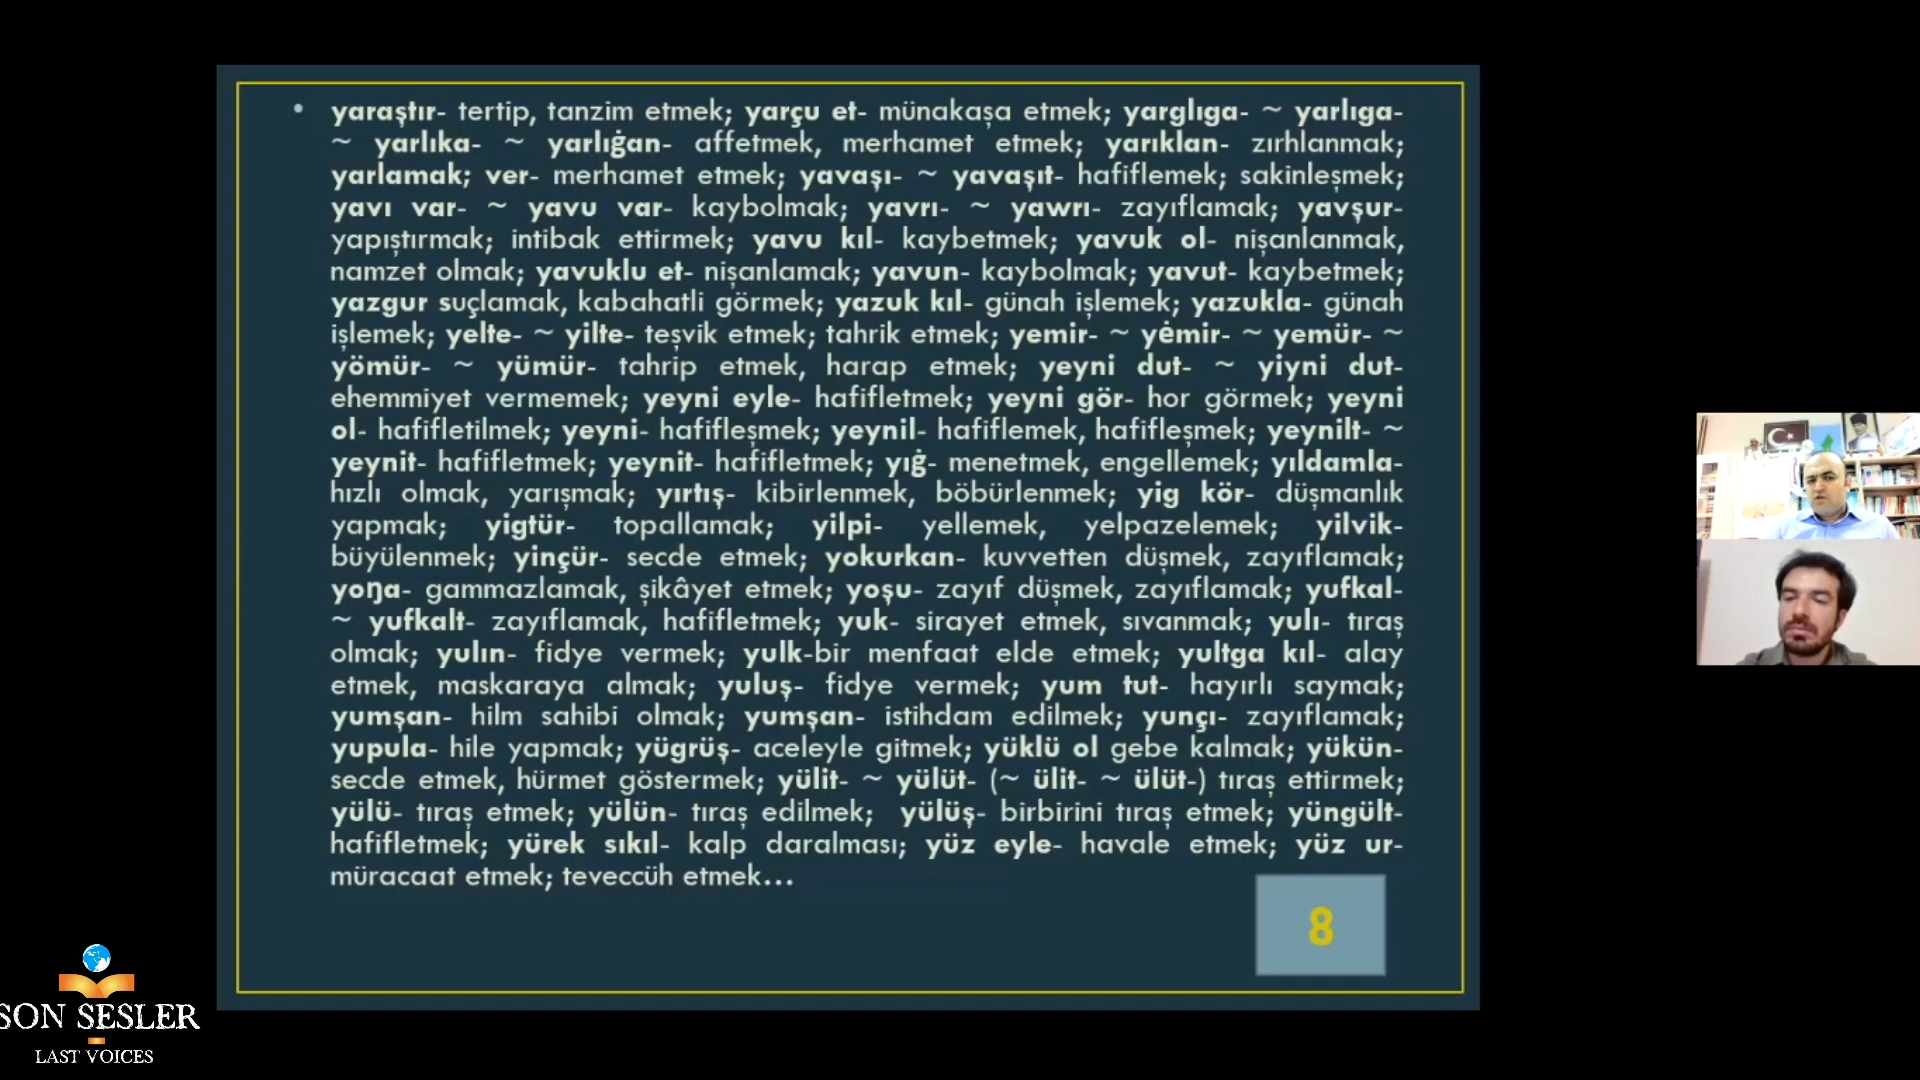 • yaraştır- tertip, tanzim etmek; yarçu et- münakaşa etmek; yarglıga- ~ yarlıga-
~ yarlıka- ~ yarlıġan- affetmek, merhamet etmek; yarıklan- zırhlanmak;
yarlamak; ver- merhamet etmek; yavaşı- ~ yavaşıt- hafiflemek; sakinleşmek;
yavı var- ~ yavu var- kaybolmak; yavrı- ~ yawrı- zayıflamak; yavşur-
yapıştırmak; intibak ettirmek; yavu kıl- kaybetmek; yavuk ol- nişanlanmak,
namzet olmak; yavuklu et- nişanlamak; yavun- kaybolmak; yavut- kaybetmek;
yazgur suçlamak, kabahatli görmek; yazuk kıl- günah işlemek; yazukla- günah
işlemek; yelte- ~ yilte- teşvik etmek; tahrik etmek; yemir- ~ yėmir- ~ yemür- ~
yömür- ~ yümür- tahrip etmek, harap etmek; yeyni dut- ~ yiyni dut-
ehemmiyet vermemek; yeyni eyle- hafifletmek; yeyni gör- hor görmek; yeyni
ol- hafifletilmek; yeyni- hafifleşmek; yeynil- hafiflemek, hafifleşmek; yeynilt- ~
yeynit- hafifletmek; yeynit- hafifletmek; yıġ- menetmek, engellemek; yıldamla-
hızlı olmak, yarışmak; yırtış- kibirlenmek, böbürlenmek; yig kör- düşmanlık
yapmak; yigtür- topallamak; yilpi- yellemek, yelpazelemek; yilvik-
büyülenmek; yinçür- secde etmek; yokurkan- kuvvetten düşmek, zayıflamak;
yoŋa- gammazlamak, şikâyet etmek; yoşu- zayıf düşmek, zayıflamak; yufkal-
~ yufkalt- zayıflamak, hafifletmek; yuk- sirayet etmek, sıvanmak; yulı- tıraş
olmak; yulın- fidye vermek; yulk-bir menfaat elde etmek; yultga kıl- alay
etmek, maskaraya almak; yuluş- fidye vermek; yum tut- hayırlı saymak;
yumşan- hilm sahibi olmak; yumşan- istihdam edilmek; yunçı- zayıflamak;
yupula- hile yapmak; yügrüş- aceleyle gitmek; yüklü ol gebe kalmak; yükün-
secde etmek, hürmet göstermek; yülit- ~ yülüt- (~ ülit- ~ ülüt-) tıraş ettirmek;
yülü- tıraş etmek; yülün- tıraş edilmek; yülüş- birbirini tıraş etmek; yüngült-
hafifletmek; yürek sıkıl- kalp daralması; yüz eyle- havale etmek; yüz ur-
müracaat etmek; teveccüh etmek...
8
SON SESLER
LAST VOICES